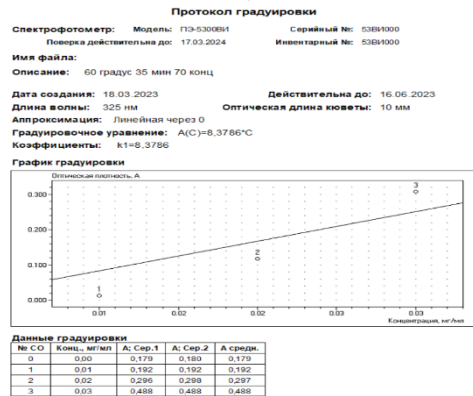 Протокол градуировки
Спектрофотометр: Модель: ПЭ-5300ВИ Серийный №: 53ВИ000
Поверка действительна до: 17.03.2024 Инвентарный №: 53ВИ000
Имя файла:
Описание: 60 градус 35 мин 70 конц
Дата создания: 18.03.2023 Действительна до: 16.06.2023
Длина волны: 325 нм Оптическая длина кюветы: 10 мм
Аппроксимация: Линейная через 0
Градуировочное уравнение: A(C)=8,3786*C
Коэффициенты: k1=8,3786
График градуировки
Оптическая плотность, А
0.300
0.200
0.100
0.000
1
2
3
0.01 0.02 0.02 0.03 0.03
Концентрация, мг/мл
Данные градуировки
№ СО Конц., мг/мл А; Сер.1 А; Сер.2 А средн.
0 0,00 0,179 0,180 0,179
1 0,01 0,192 0,192 0,192
2 0,02 0,296 0,298 0,297
3 0,03 0,488 0,488 0,488